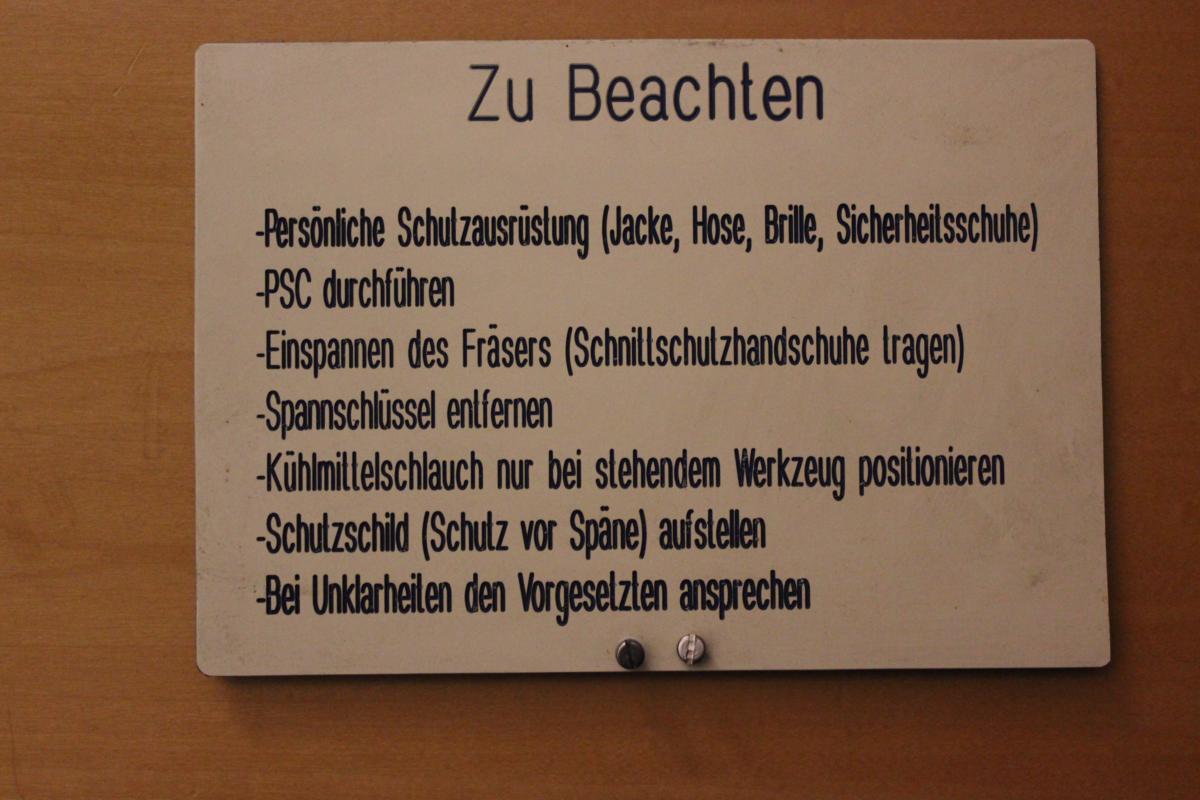 Zu Beachten
-Persönliche Schutzausrüstung (Jacke, Hose, Brille, Sicherheitsschuhe)
-PSC durchführen
-Einspannen des Fräsers (Schnittschutzhandschuhe tragen)
-Spannschlüssel entfernen
-Kühlmittelschlauch nur bei stehendem Werkzeug positionieren
-Schutzschild (Schutz vor Späne) aufstellen
-Bei Unklarheiten den Vorgesetzten ansprechen